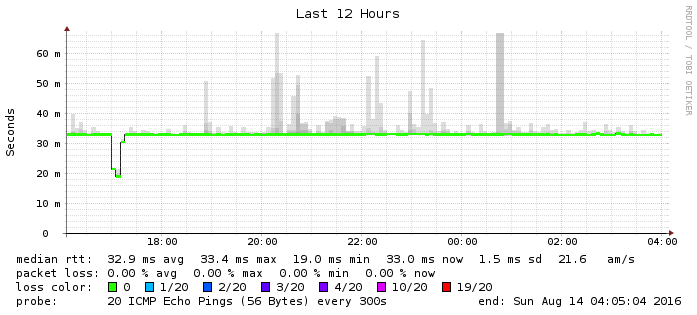 Last 12 Hours
RRDTOOL / TOBI OETIKER
Seconds
60 m
50 m
40 m
30 m
20 m
10 m
0
18:00 20:00 22:00 00:00 02:00 04:00
median rtt: 32.9 ms avg 33.4 ms max 19.0 ms min 33.0 ms now 1.5 ms sd 21.6 am/s
packet loss: 0.00 % avg 0.00 % max 0.00 % min 0.00 % now
loss color: 0 1/20 2/20 3/20 4/20 10/20 19/20
probe: 20 ICMP Echo Pings (56 Bytes) every 300s end: Sun Aug 14 04:05:04 2016